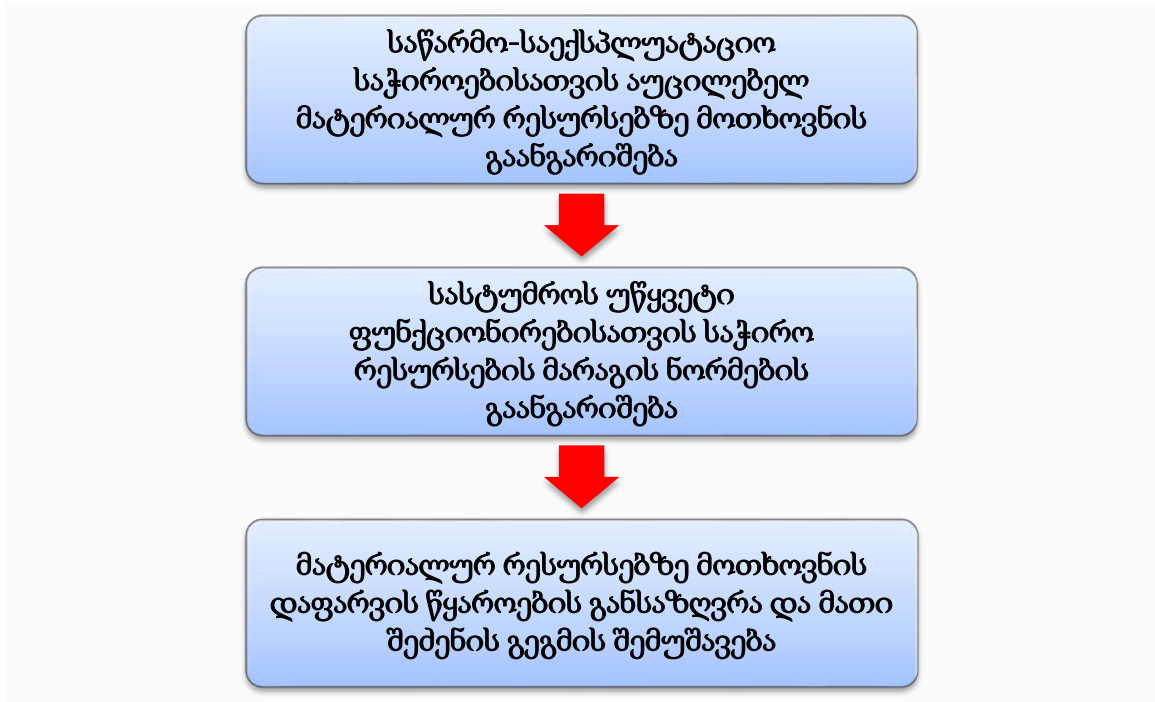 საწარმო-საექსპლუატაციო
საჭიროებისათვის აუცილებელ
მატერიალურ რესურსებზე მოთხოვნის
გაანგარიშება
სასტუმროს უწყვეტი
ფუნქციონირებისათვის საჭირო
რესურსების მარაგის ნორმების
გაანგარიშება
მატერიალურ რესურსებზე მოთხოვნის
დაფარვის წყაროების განსაზღვრა და მათი
შეძენის გეგმის შემუშავება